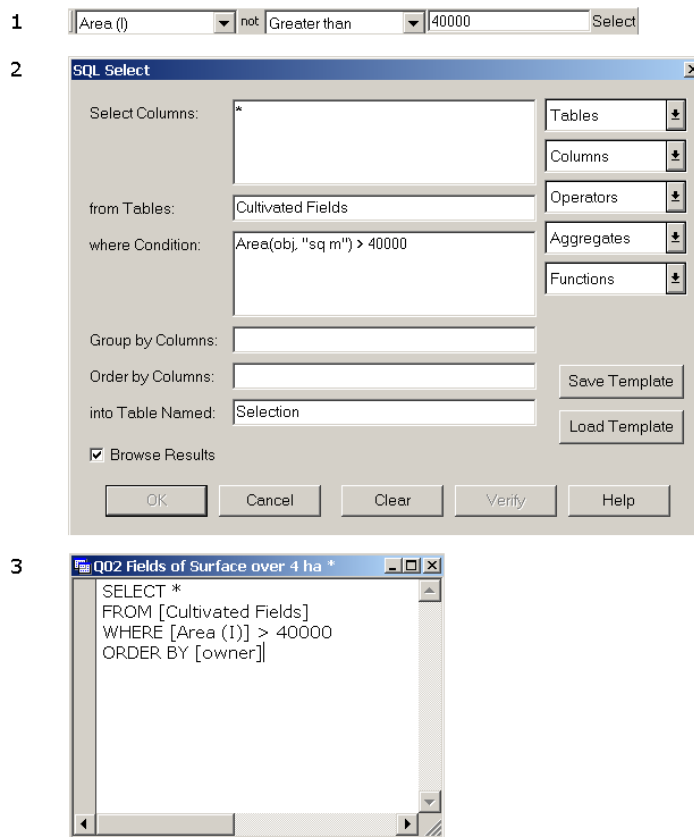 1 Area (I) not Greater than 40000 Select
2
SQL Select
Select Columns: * Tables
Columns
from Tables: Cultivated Fields Operators
where Condition: Area(obj, "sq m") > 40000 Aggregates
Functions
Group by Columns:
Order by Columns: Save Template
into Table Named: Selection Load Template
Browse Results
OK Cancel Clear Verify Help
3
Q02 Fields of Surface over 4 ha *
SELECT *
FROM [Cultivated Fields]
WHERE [Area (I)] > 40000
ORDER BY [owner]